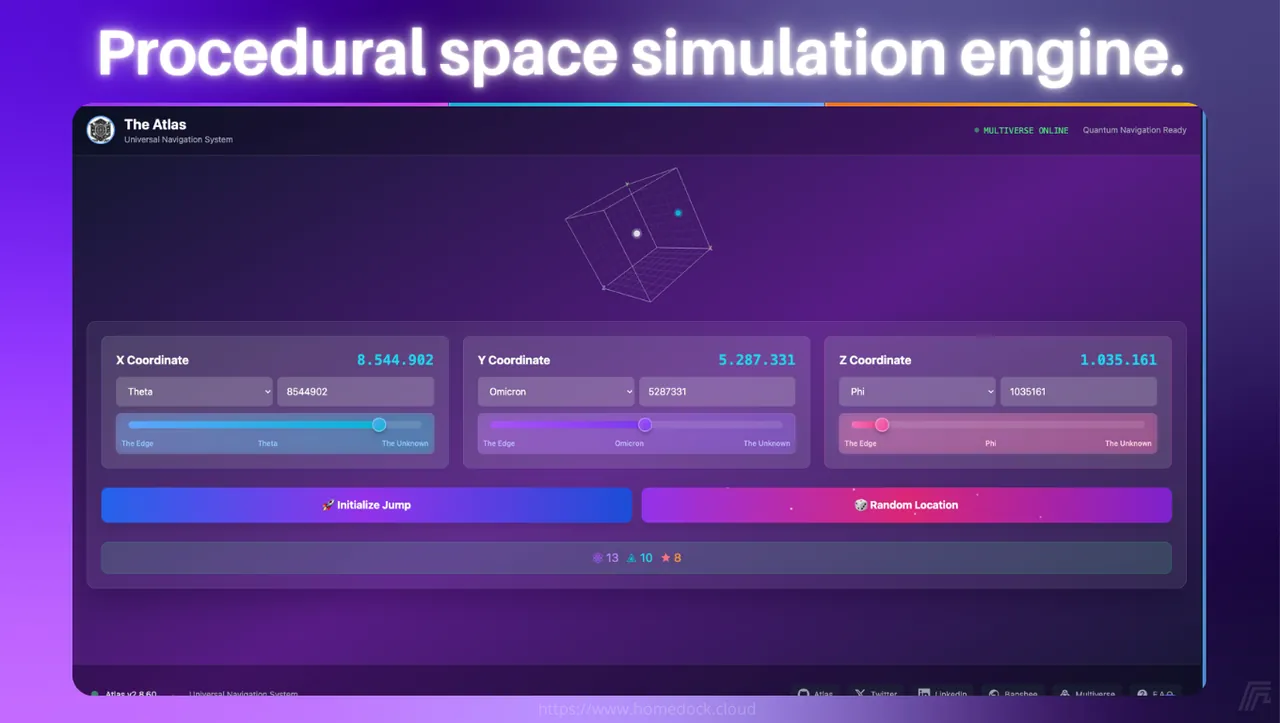 Procedural space simulation engine.
The Atlas
Universal Navigation System
MULTIVERSE ONLINE
Quantum Navigation Ready
X Coordinate 8.544.902
Theta 8544902
The Edge Theta The Unknown
Y Coordinate 5.287.331
Omicron 5287331
The Edge Omicron The Unknown
Z Coordinate 1.035.161
Phi 1035161
The Edge Phi The Unknown
🚀 Initialize Jump
🎲 Random Location
13 10 8
Atlas v2.8.60 Universal Navigation System Atlas Twitter Linkedin Banshee Multiverse F.A.Q.
https://www.homedock.cloud